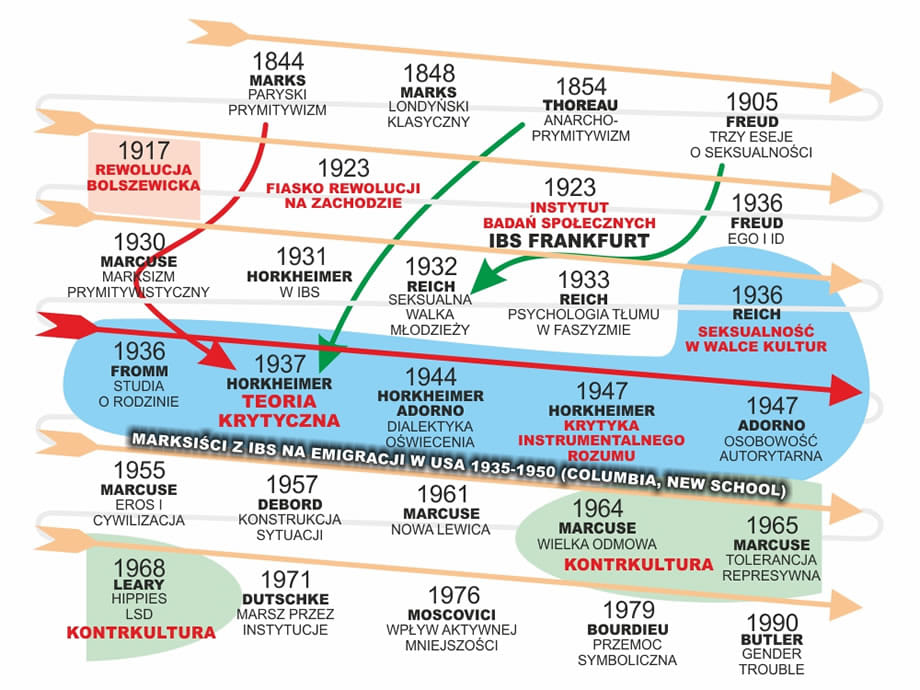 1844
MARKS
PARYSKI
PRYMITYWIZM
1848
MARKS
LONDYŃSKI
KLASYCZNY
1854
THOREAU
ANARCHO-
PRYMITYWIZM
1905
FREUD
TRZY ESEJE
O SEKSUALNOŚCI
1917
REWOLUCJA
BOLSZEWICKA
1923
FIASKO REWOLUCJI
NA ZACHODZIE
1923
INSTYTUT
BADAŃ SPOŁECZNYCH
IBS FRANKFURT
1936
FREUD
EGO I ID
1930
MARCUSE
MARKSIZM
PRYMITYWISTYCZNY
1931
HORKHEIMER
W IBS
1932
REICH
SEKSUALNA
WALKA
MŁODZIEŻY
1933
REICH
PSYCHOLOGIA TŁUMU
W FASZYZMIE
1936
REICH
SEKSUALNOŚĆ
W WALCE KULTUR
1936
FROMM
STUDIA
O RODZINIE
1937
HORKHEIMER
TEORIA
KRYTYCZNA
1944
HORKHEIMER
ADORNO
DIALEKTYKA
OŚWIECENIA
1947
HORKHEIMER
KRYTYKA
INSTRUMENTALNEGO
ROZUMU
1947
ADORNO
OSOBOWOŚĆ
AUTORYTARNA
MARKSIŚCI Z IBS NA EMIGRACJI W USA 1935-1950 (COLUMBIA, NEW SCHOOL)
1955
MARCUSE
EROS I
CYWILIZACJA
1957
DEBORD
KONSTRUKCJA
SYTUACJI
1961
MARCUSE
NOWA LEWICA
1964
MARCUSE
WIELKA ODMOWA
KONTRKULTURA
1965
MARCUSE
TOLERANCJA
REPRESYWNA
1968
LEARY
HIPPIES
LSD
KONTRKULTURA
1971
DUTSCHKE
MARSZ PRZEZ
INSTYTUCJE
1976
MOSCOVICI
WPŁYW AKTYWNEJ
MNIEJSZOŚCI
1979
BOURDIEU
PRZEMOC
SYMBOLICZNA
1990
BUTLER
GENDER
TROUBLE